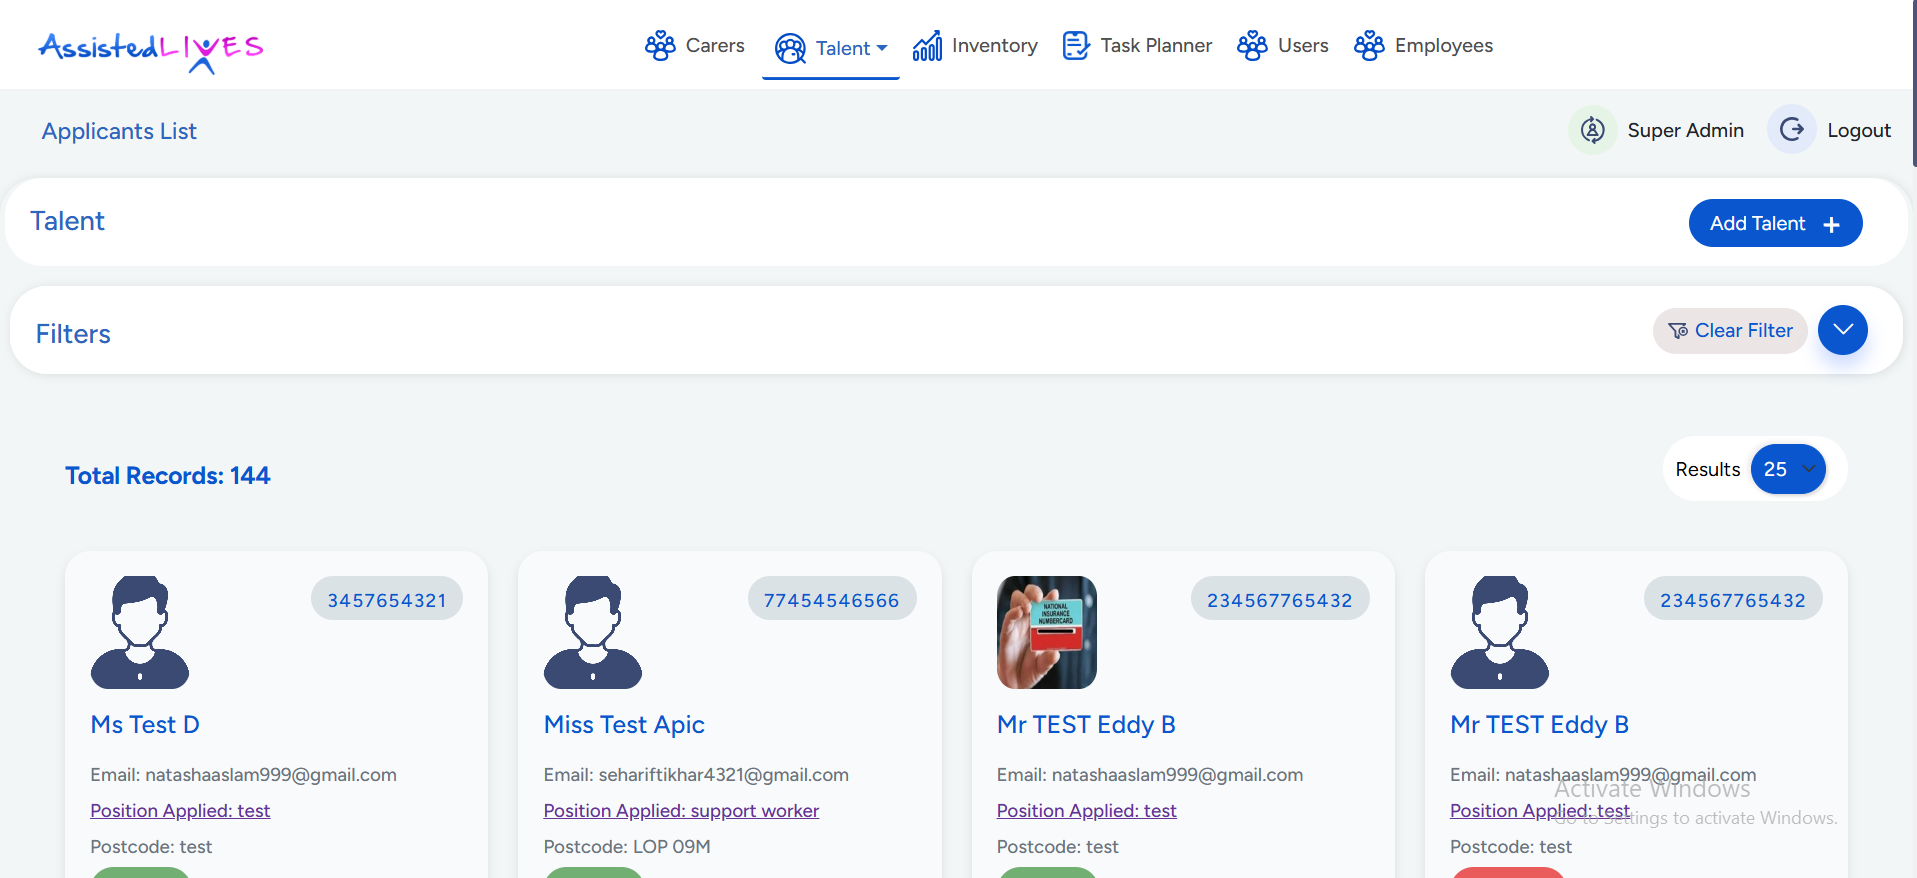 AssistedLIVES
Carers
Talent
Inventory
Task Planner
Users
Employees
Applicants List
Super Admin
Logout
Talent
Add Talent +
Filters
Clear Filter
Total Records: 144
Results 25
3457654321
77454546566
NATIONAL
INSURANCE
NUMBERCARD
234567765432
234567765432
Ms Test D
Miss Test Apic
Mr TEST Eddy B
Mr TEST Eddy B
Email: natashaaslam999@gmail.com
Email: sehariftikhar4321@gmail.com
Email: natashaaslam999@gmail.com
Email: natashaaslam999@gmail.com
Activate Windows
Position Applied: test
Position Applied: support worker
Position Applied: test
Position Applied: test
Go to Settings to activate Windows.
Postcode: test
Postcode: LOP 09M
Postcode: test
Postcode: test